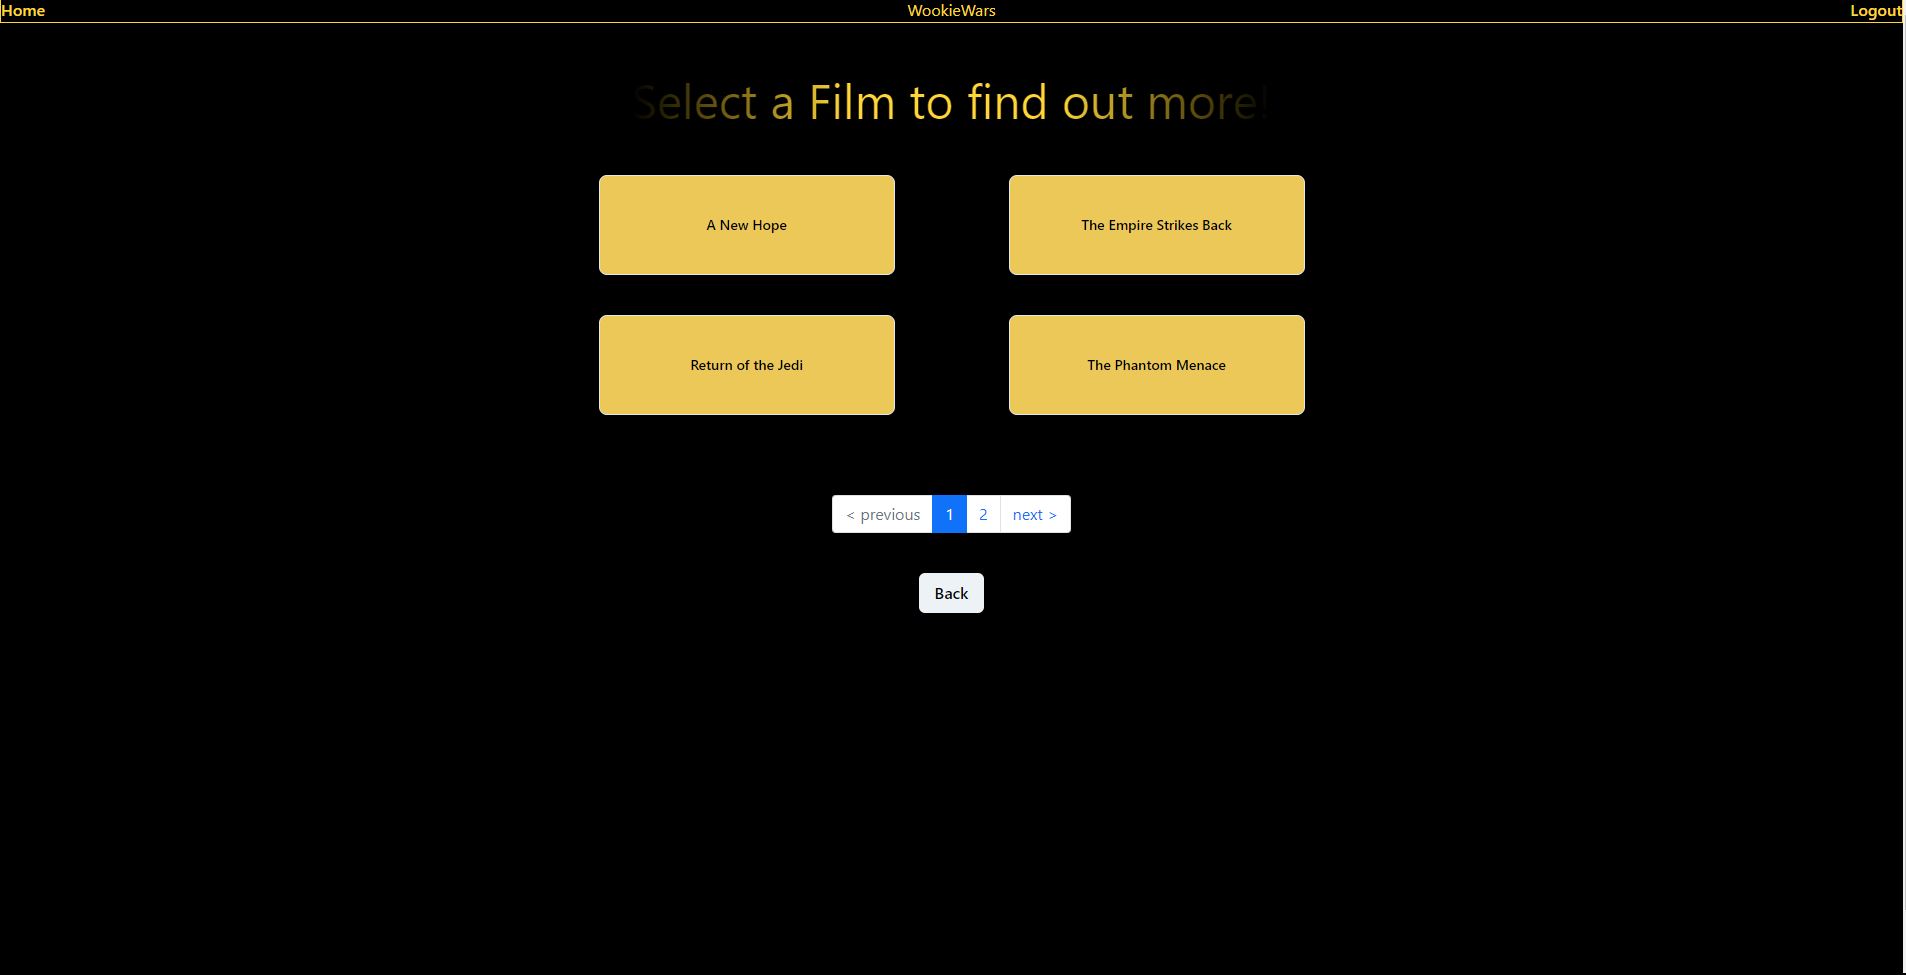 Home WookieWars Logout
Select a Film to find out more!
A New Hope
The Empire Strikes Back
Return of the Jedi
The Phantom Menace
< previous 1 2 next >
Back